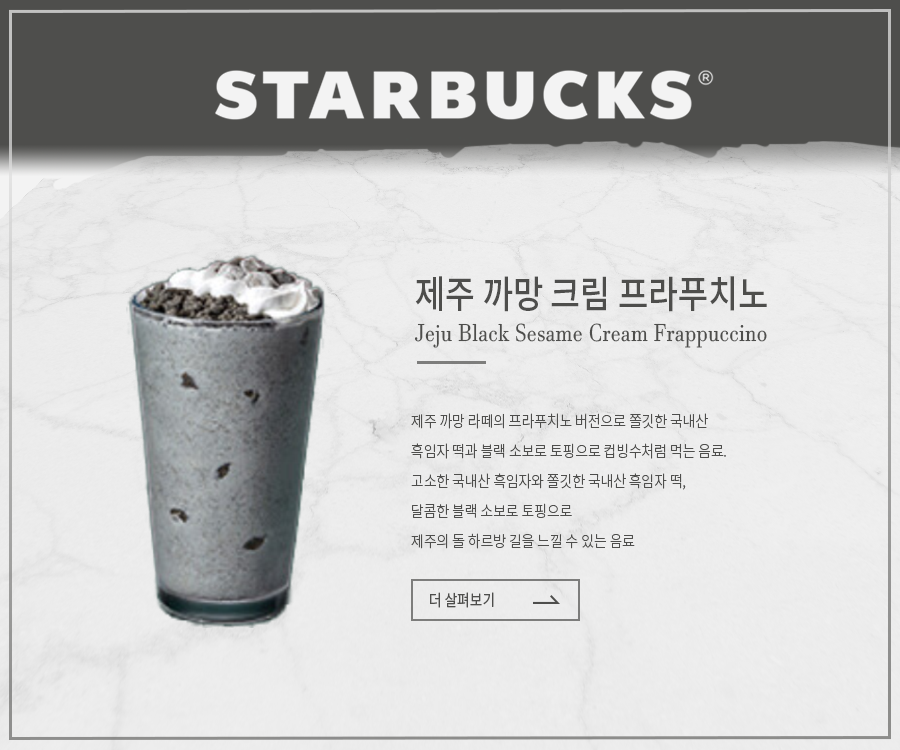 STARBUCKS®
제주 까망 크림 프라푸치노
Jeju Black Sesame Cream Frappuccino
제주 까망 라떼의 프라푸치노 버전으로 쫄깃한 국내산
흑임자 떡과 블랙 소보로 토핑으로 컵빙수처럼 먹는 음료.
고소한 국내산 흑임자와 쫄깃한 국내산 흑임자 떡,
달콤한 블랙 소보로 토핑으로
제주의 돌 하르방 길을 느낄 수 있는 음료
더 살펴보기